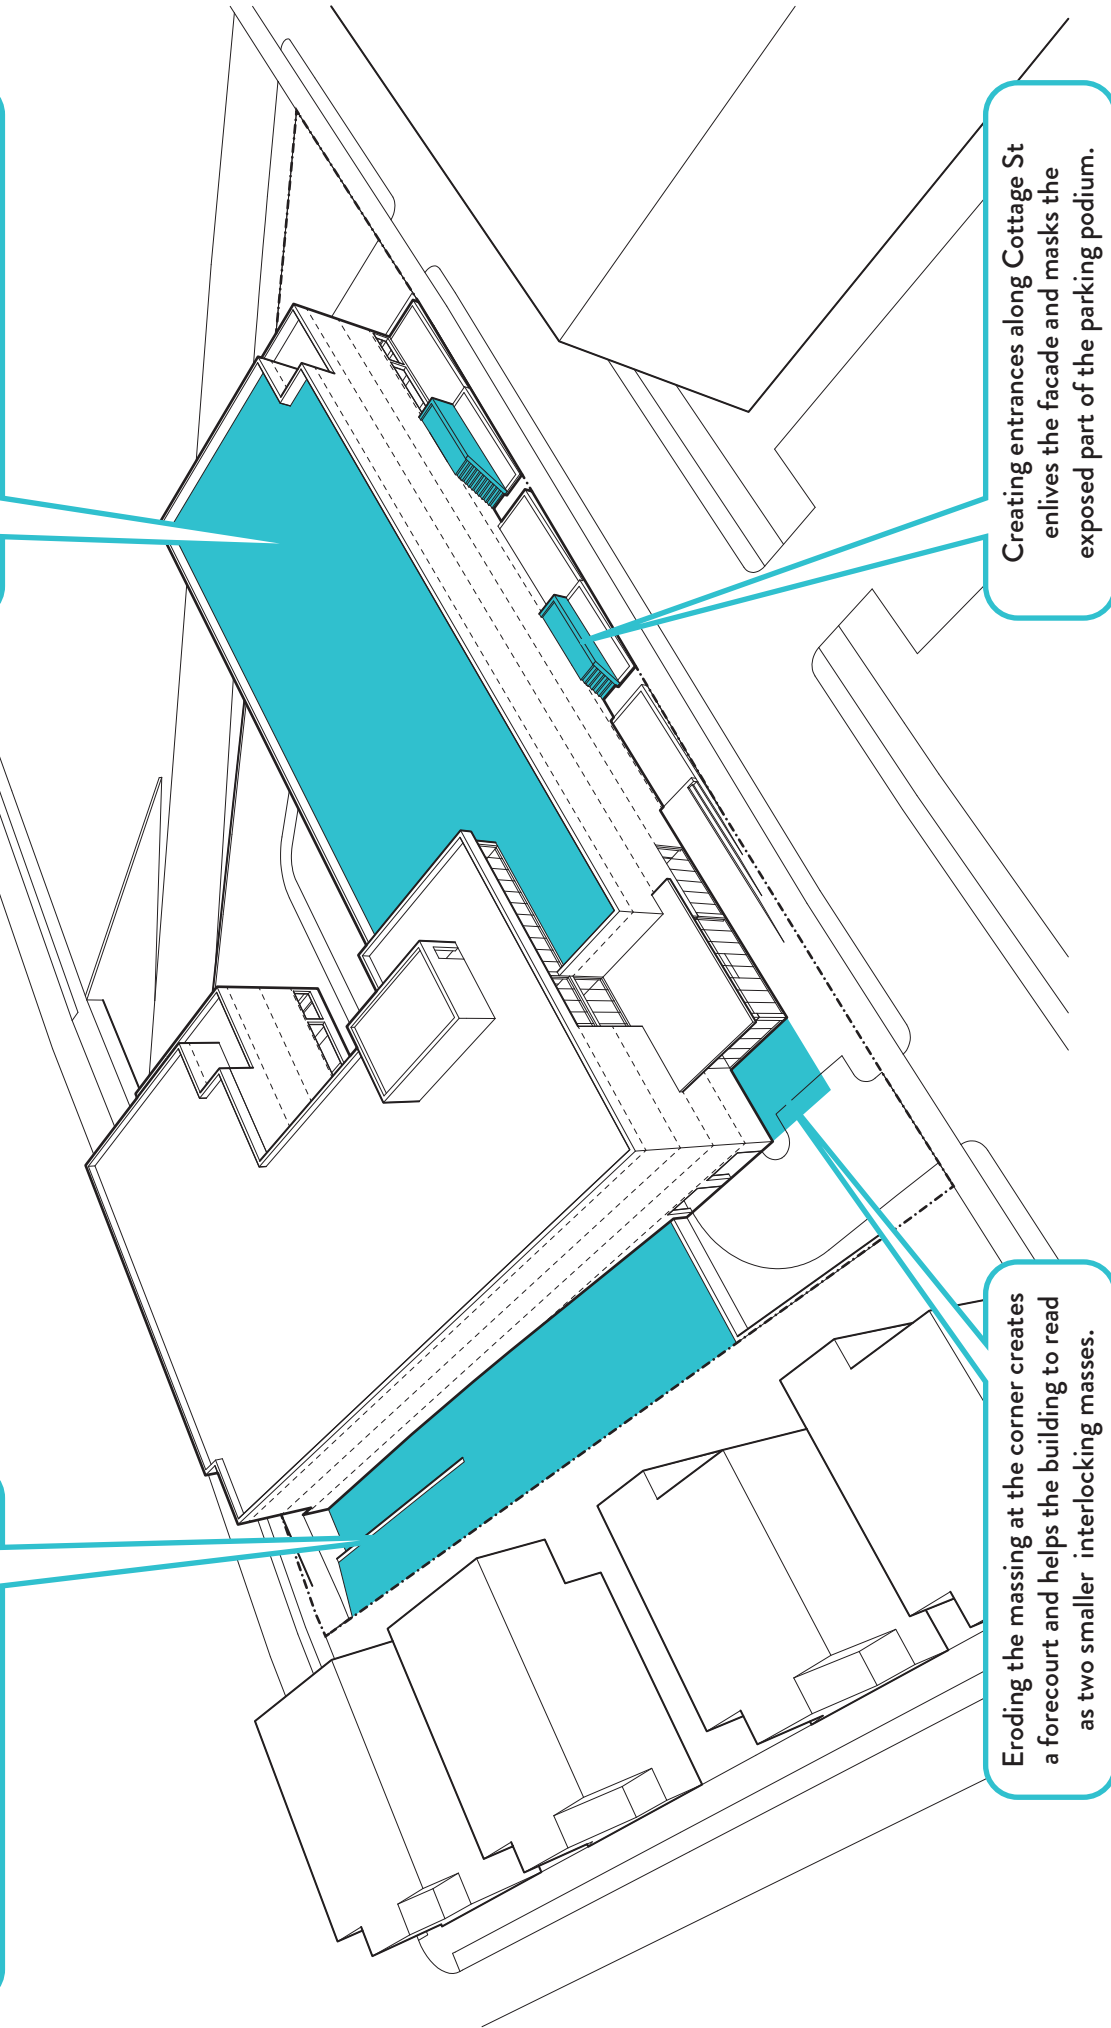 Eroding the massing at the corner creates
a forecourt and helps the building to read
as two smaller interlocking masses.
Creating entrances along Cottage St
enlives the facade and masks the
exposed part of the parking podium.